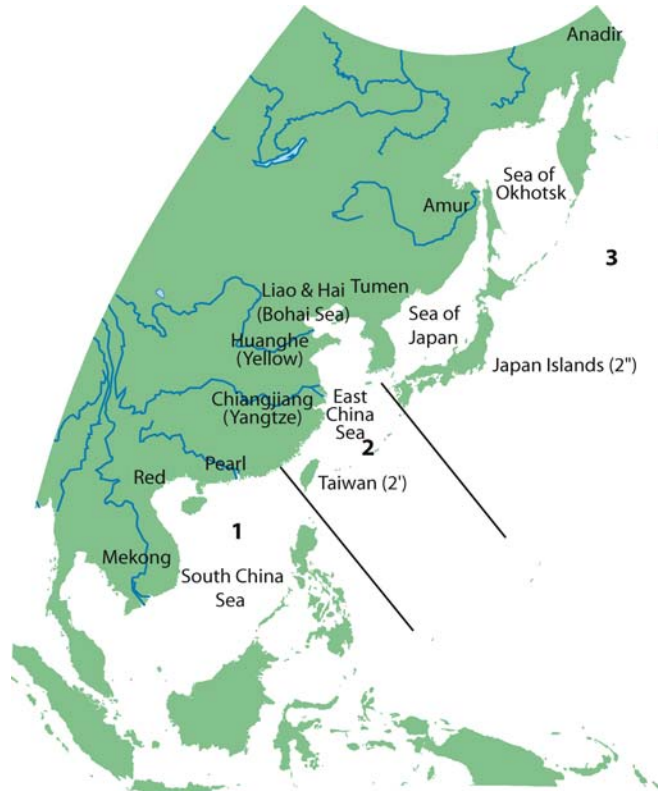 Anadir
Sea of
Okhotsk
Amur
3
Liao & Hai
(Bohai Sea)
Tumen
Sea of
Japan
Huanghe
(Yellow)
Japan Islands (2")
Chiangjiang
(Yangtze)
East
China
Sea
2
Pearl
Red
Taiwan (2')
1
Mekong
South China
Sea